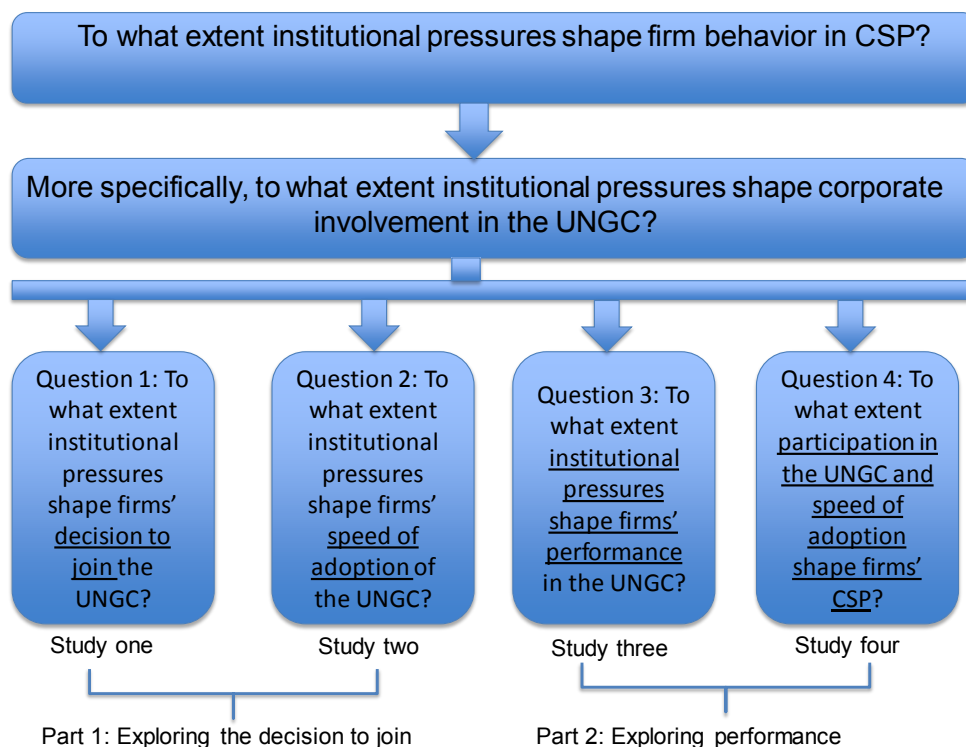 To what extent institutional pressures shape firm behavior in CSP?
More specifically, to what extent institutional pressures shape corporate
involvement in the UNGC?
Question 1: To
what extent
institutional
pressures
shape firms’
decision to
join the
UNGC?
Question 2: To
what extent
institutional
pressures
shape firms’
speed of
adoption of
the UNGC?
Question 3: To
what extent
institutional
pressures
shape firms’
performance
in the UNGC?
Question 4: To
what extent
participation in
the UNGC and
speed of
adoption
shape firms’
CSP?
Study one
Study two
Study three
Study four
Part 1: Exploring the decision to join
Part 2: Exploring performance